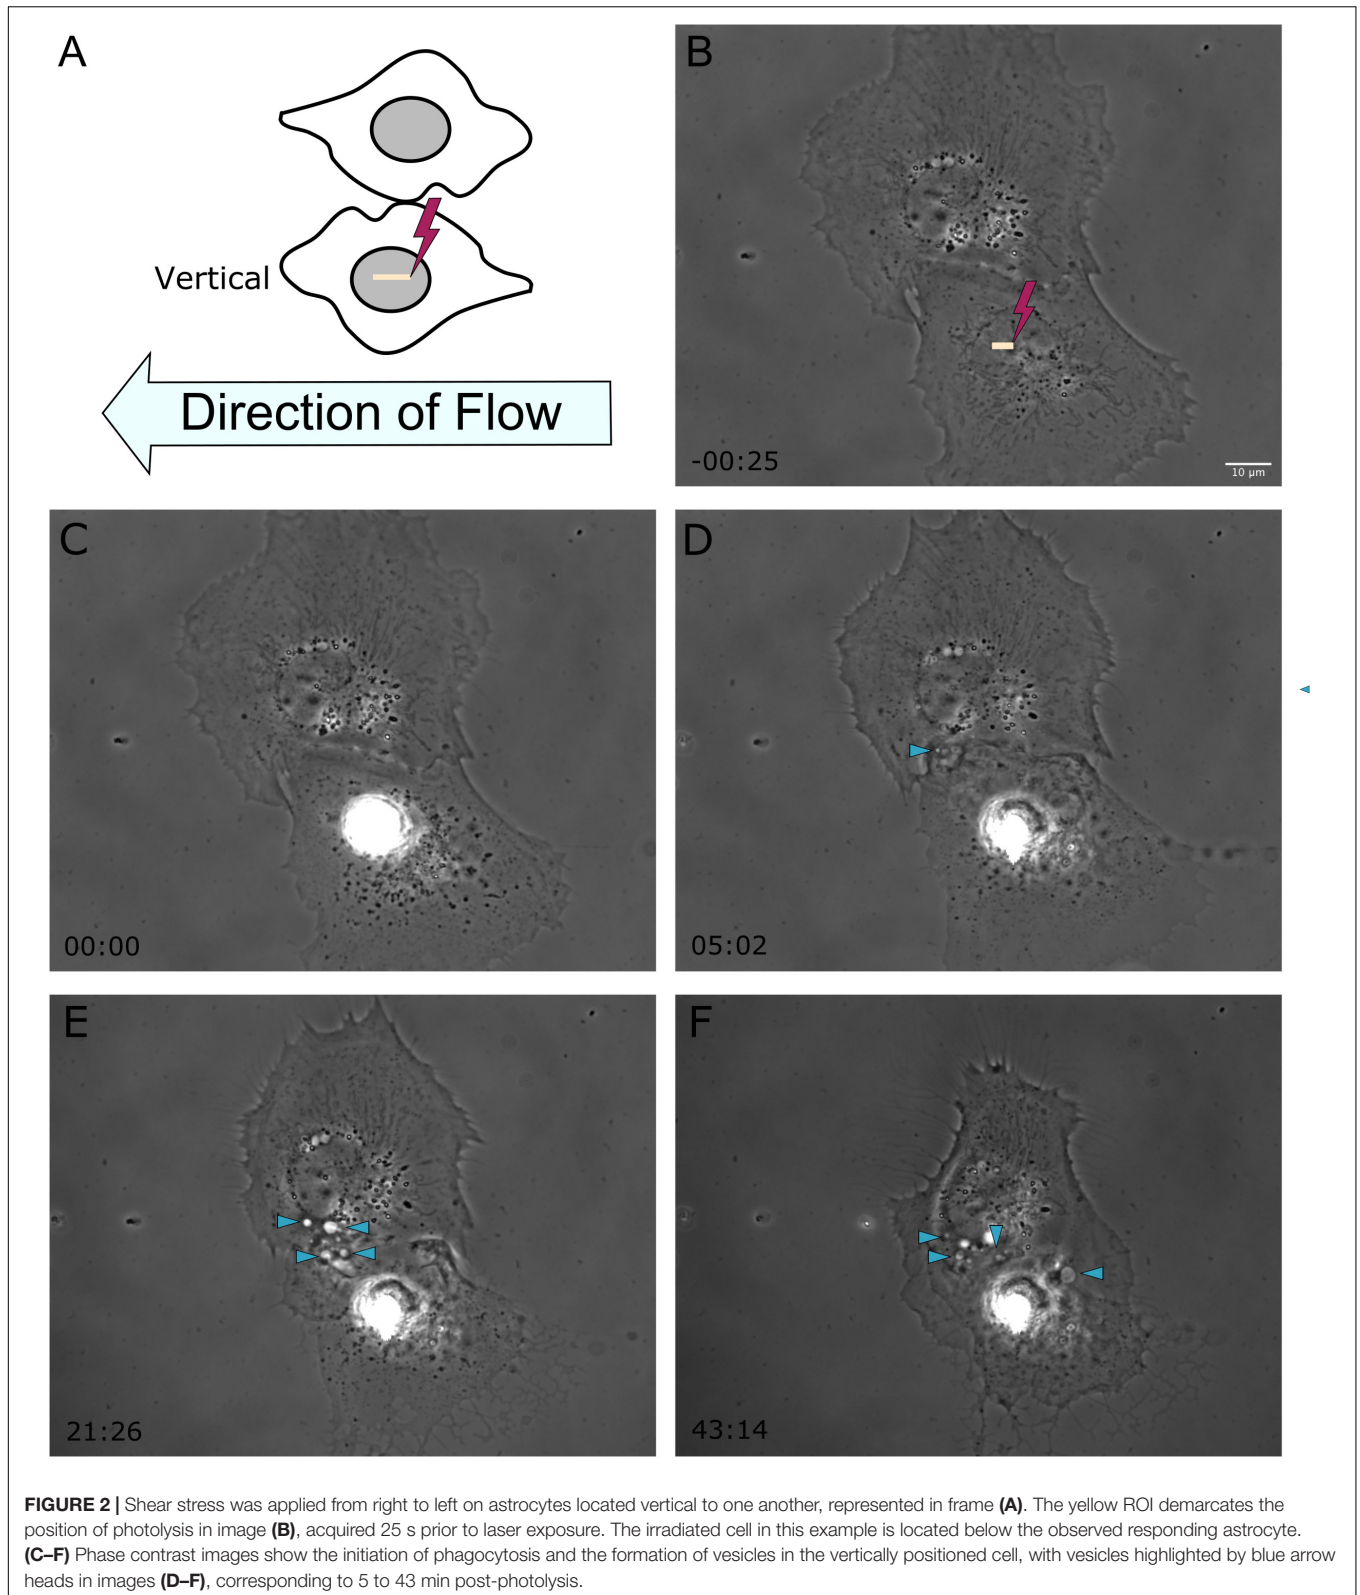 A
B
Vertical
Direction of Flow
-00:25
10 µm
C
D
00:00
05:02
E
F
21:26
43:14
FIGURE 2 | Shear stress was applied from right to left on astrocytes located vertical to one another, represented in frame (A). The yellow ROI demarcates the
position of photolysis in image (B), acquired 25 s prior to laser exposure. The irradiated cell in this example is located below the observed responding astrocyte.
(C–F) Phase contrast images show the initiation of phagocytosis and the formation of vesicles in the vertically positioned cell, with vesicles highlighted by blue arrow
heads in images (D–F), corresponding to 5 to 43 min post-photolysis.